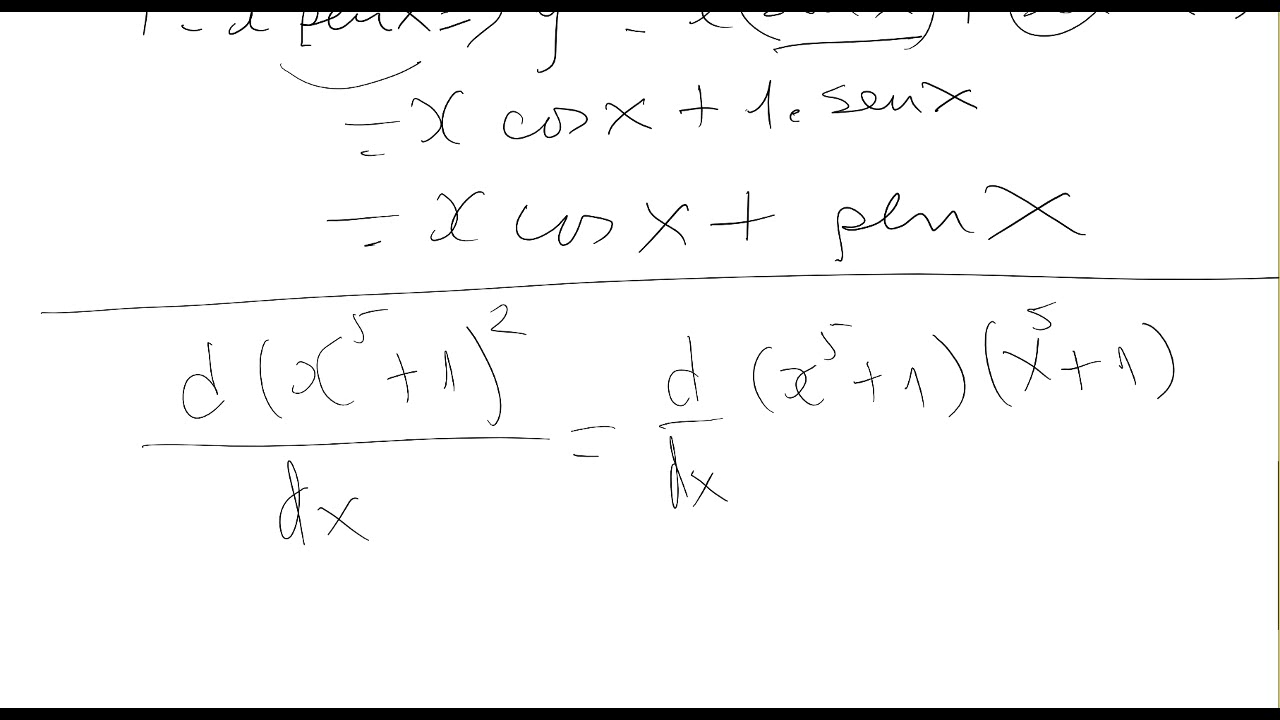 = x cos x + 1. sen x
= x cos x + sen x
d (x⁵ + 1)² / dx = d/dx (x⁵ + 1)(x⁵ + 1)